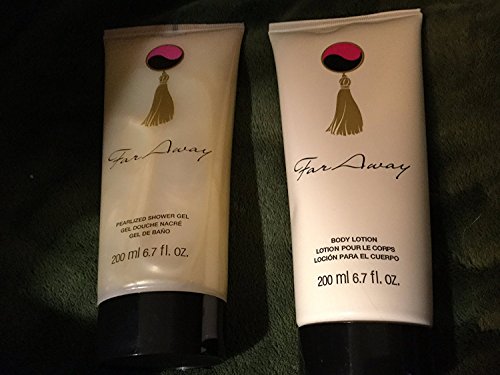 Far Away
PEARLIZED SHOWER GEL
GEL DOUCHE NACRÉ
GEL DE BAÑO
200 ml 6.7 fl. oz.
Far Away
BODY LOTION
LOTION POUR LE CORPS
LOCIÓN PARA EL CUERPO
200 ml 6.7 fl. oz.